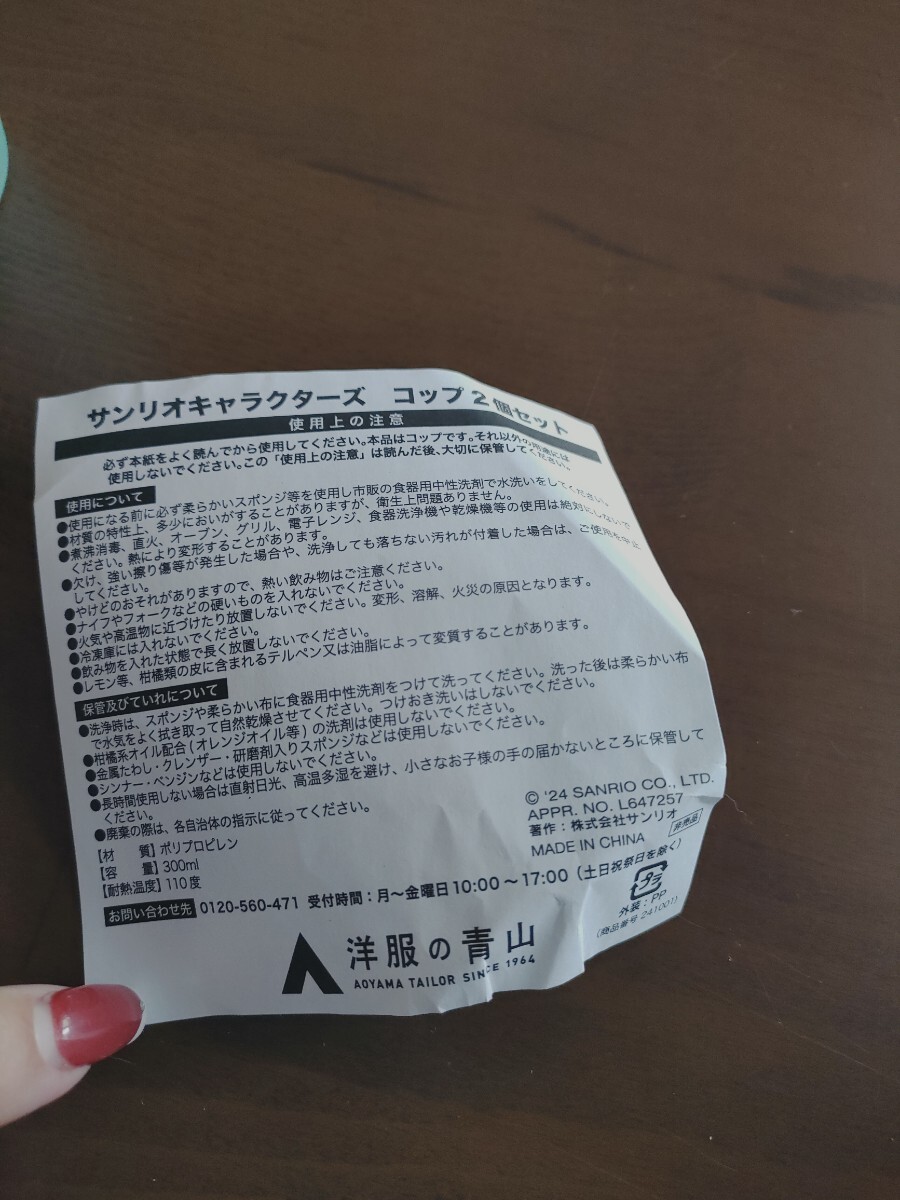 サンリオキャラクターズ　コップ2個セット
使用上の注意
必ず本紙をよく読んでから使用してください。本品はコップです。それ以外の用途には
使用しないでください。この「使用上の注意」は読んだ後、大切に保管してください。
使用について
●使用になる前に必ず柔らかいスポンジ等を使用し市販の食器用中性洗剤で水洗いをしてください。
●材質の特性上、多少においがすることがありますが、衛生上問題ありません。
●煮沸消毒、直火、オーブン、グリル、電子レンジ、食器洗浄機や乾燥機等の使用は絶対にしないで
ください。熱により変形することがあります。
●欠け、強い擦り傷等が発生した場合や、洗浄しても落ちない汚れが付着した場合は、ご使用を中止
してください。
●やけどのおそれがありますので、熱い飲み物はご注意ください。
●ナイフやフォークなどの硬いものを入れないでください。
●火気や高温物に近づけたり放置しないでください。変形、溶解、火災の原因となります。
●冷凍庫には入れないでください。
●飲み物を入れた状態で長く放置しないでください。
●レモン等、柑橘類の皮に含まれるテルペン又は油脂によって変質することがあります。
保管及びていれについて
●洗浄時は、スポンジや柔らかい布に食器用中性洗剤をつけて洗ってください。洗った後は柔らかい布
で水気をよく拭き取って自然乾燥させてください。つけおき洗いはしないでください。
●柑橘系オイル配合(オレンジオイル等)の洗剤は使用しないでください。
●金属たわし・クレンザー・研磨剤入りスポンジなどは使用しないでください。
●シンナー・ベンジンなどは使用しないでください。
●長時間使用しない場合は直射日光、高温多湿を避け、小さなお子様の手の届かないところに保管して
ください。
●廃棄の際は、各自治体の指示に従ってください。
【材　　質】ポリプロピレン
【容　　量】300ml
【耐熱温度】110度
© '24 SANRIO CO., LTD.
APPR. NO. L647257
著作：株式会社サンリオ
非売品
MADE IN CHINA
お問い合わせ先 0120-560-471 受付時間：月〜金曜日10:00〜17:00（土日祝祭日を除く）
プラ
外装：PP
(商品番号 241001)
洋服の青山
AOYAMA TAILOR SINCE 1964